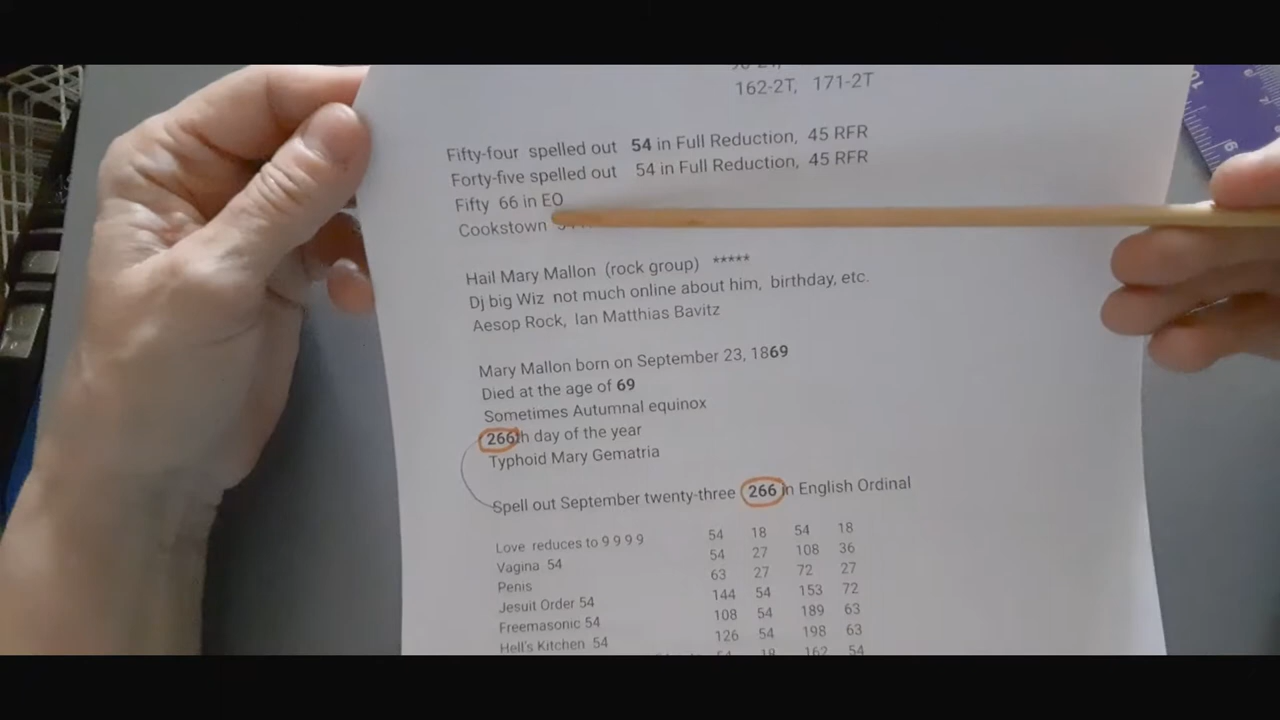 162-2T, 171-2T
Fifty-four spelled out 54 in Full Reduction, 45 RFR
Forty-five spelled out 54 in Full Reduction, 45 RFR
Fifty 66 in EO
Cookstown
Hail Mary Mallon (rock group) *****
Dj big Wiz not much online about him, birthday, etc.
Aesop Rock, Ian Matthias Bavitz
Mary Mallon born on September 23, 1869
Died at the age of 69
Sometimes Autumnal equinox
266th day of the year
Typhoid Mary Gematria
Spell out September twenty-three 266 in English Ordinal
Love reduces to 9 9 9 9 54 18 54 18
Vagina 54 54 27 108 36
Penis 63 27 72 27
Jesuit Order 54 144 54 153 72
Freemasonic 54 108 54 189 63
Hell's Kitchen 54 126 54 198 63
54 18 162 54
10
9